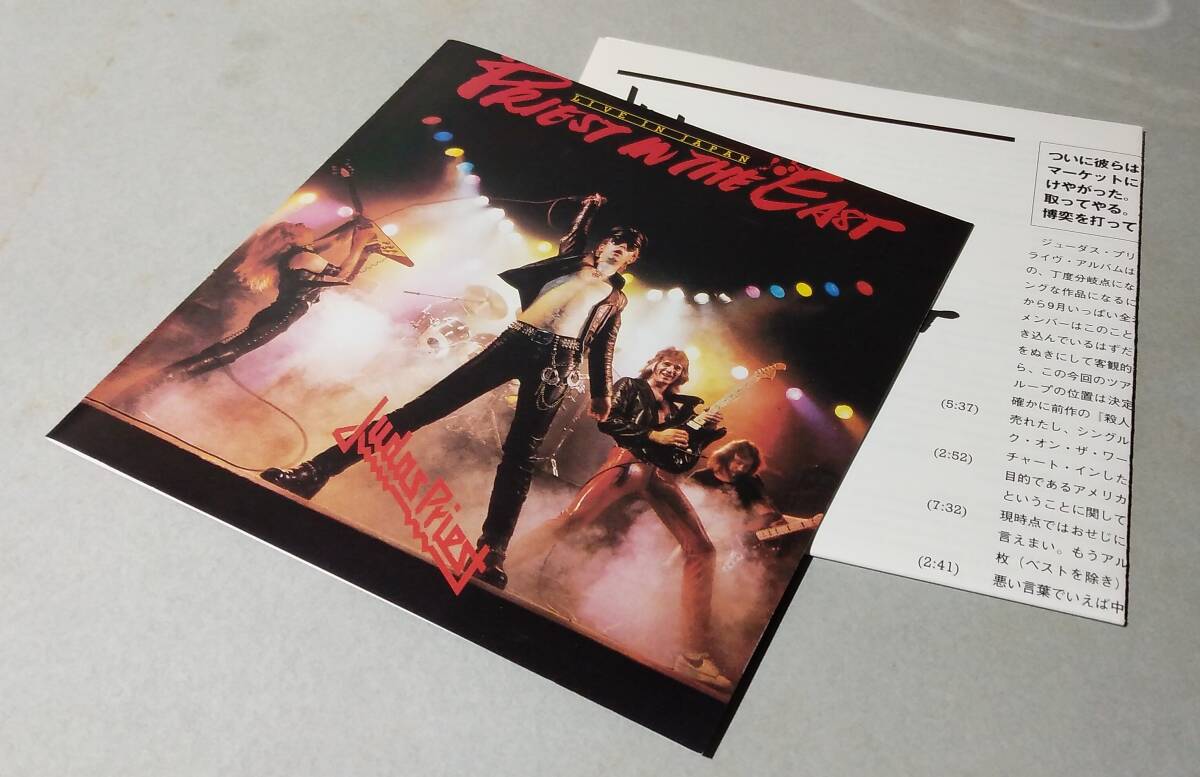 PRIEST IN THE EAST
LIVE IN JAPAN
Judas Priest
ついに彼らは
マーケットに
けやがった。
取ってやる。
博奕を打って
ジューダス・プリ
ライヴ・アルバムは
の、丁度分岐点にな
ングな作品になるに
から9月いっぱい全
メンバーはこのこと
き込んでいるはずだ
をぬきにして客観的
ら、この今回のツア
ループの位置は決定
確かに前作の『殺人
売れたし、シングル
ク・オン・ザ・ワー
チャート・インした
目的であるアメリカ
ということに関して
現時点ではおせじに
言えまい。もうアル
枚（ベストを除き）
悪い言葉でいえば中
(5:37)
(2:52)
(7:32)
(2:41)